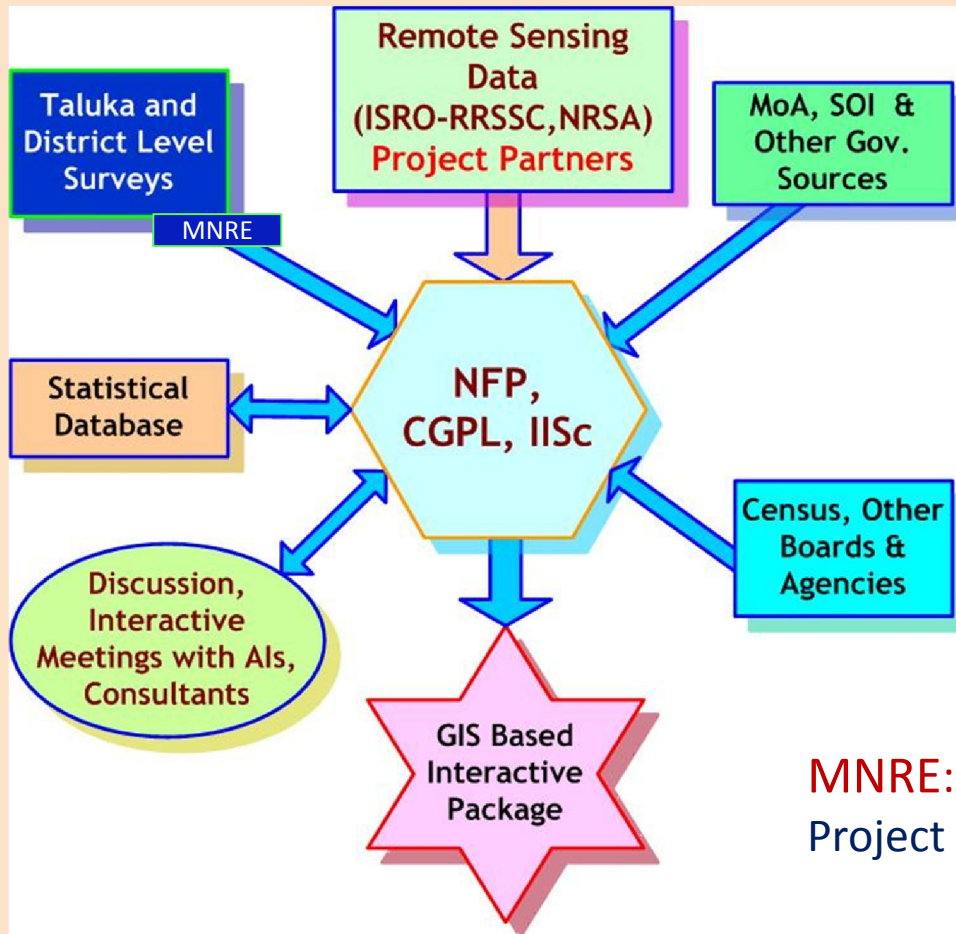 Remote Sensing
Data
(ISRO-RRSSC,NRSA)
Project Partners
Taluka and
District Level
Surveys
MNRE
MoA, SOI &
Other Gov.
Sources
Statistical
Database
NFP,
CGPL, IISc
Census, Other
Boards &
Agencies
Discussion,
Interactive
Meetings with AIs,
Consultants
GIS Based
Interactive
Package
MNRE:
Project